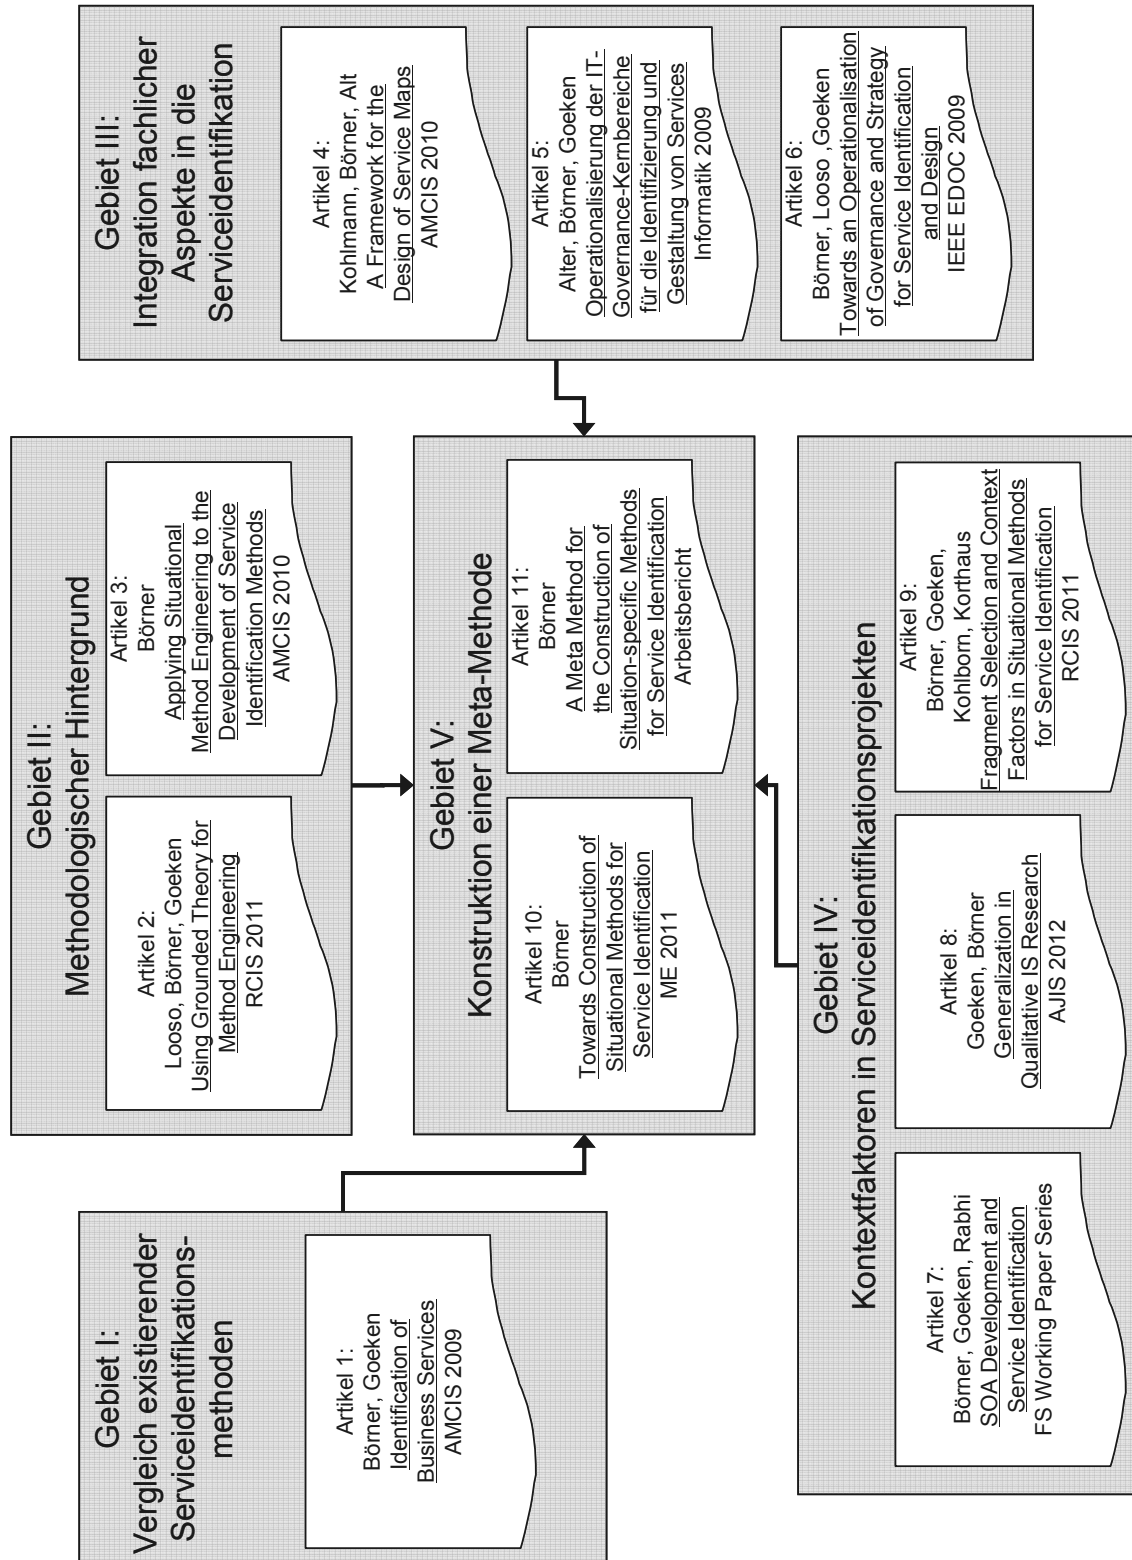 Gebiet I:
Vergleich existierender
Serviceidentifikations-
methoden
Artikel 1:
Börner, Goeken
Identification of
Business Services
AMCIS 2009
Gebiet II:
Methodologischer Hintergrund
Artikel 2:
Looso, Börner, Goeken
Using Grounded Theory for
Method Engineering
RCIS 2011
Artikel 3:
Börner
Applying Situational
Method Engineering to the
Development of Service
Identification Methods
AMCIS 2010
Gebiet III:
Integration fachlicher
Aspekte in die
Serviceidentifikation
Artikel 4:
Kohlmann, Börner, Alt
A Framework for the
Design of Service Maps
AMCIS 2010
Artikel 5:
Alter, Börner, Goeken
Operationalisierung der IT-
Governance-Kernbereiche
für die Identifizierung und
Gestaltung von Services
Informatik 2009
Artikel 6:
Börner, Looso ,Goeken
Towards an Operationalisation
of Governance and Strategy
for Service Identification
and Design
IEEE EDOC 2009
Gebiet V:
Konstruktion einer Meta-Methode
Artikel 10:
Börner
Towards Construction of
Situational Methods for
Service Identification
ME 2011
Artikel 11:
Börner
A Meta Method for
the Construction of
Situation-specific Methods
for Service Identification
Arbeitsbericht
Gebiet IV:
Kontextfaktoren in Serviceidentifikationsprojekten
Artikel 7:
Börner, Goeken, Rabhi
SOA Development and
Service Identification
FS Working Paper Series
Artikel 8:
Goeken, Börner
Generalization in
Qualitative IS Research
AJIS 2012
Artikel 9:
Börner, Goeken,
Kohlborn, Korthaus
Fragment Selection and Context
Factors in Situational Methods
for Service Identification
RCIS 2011